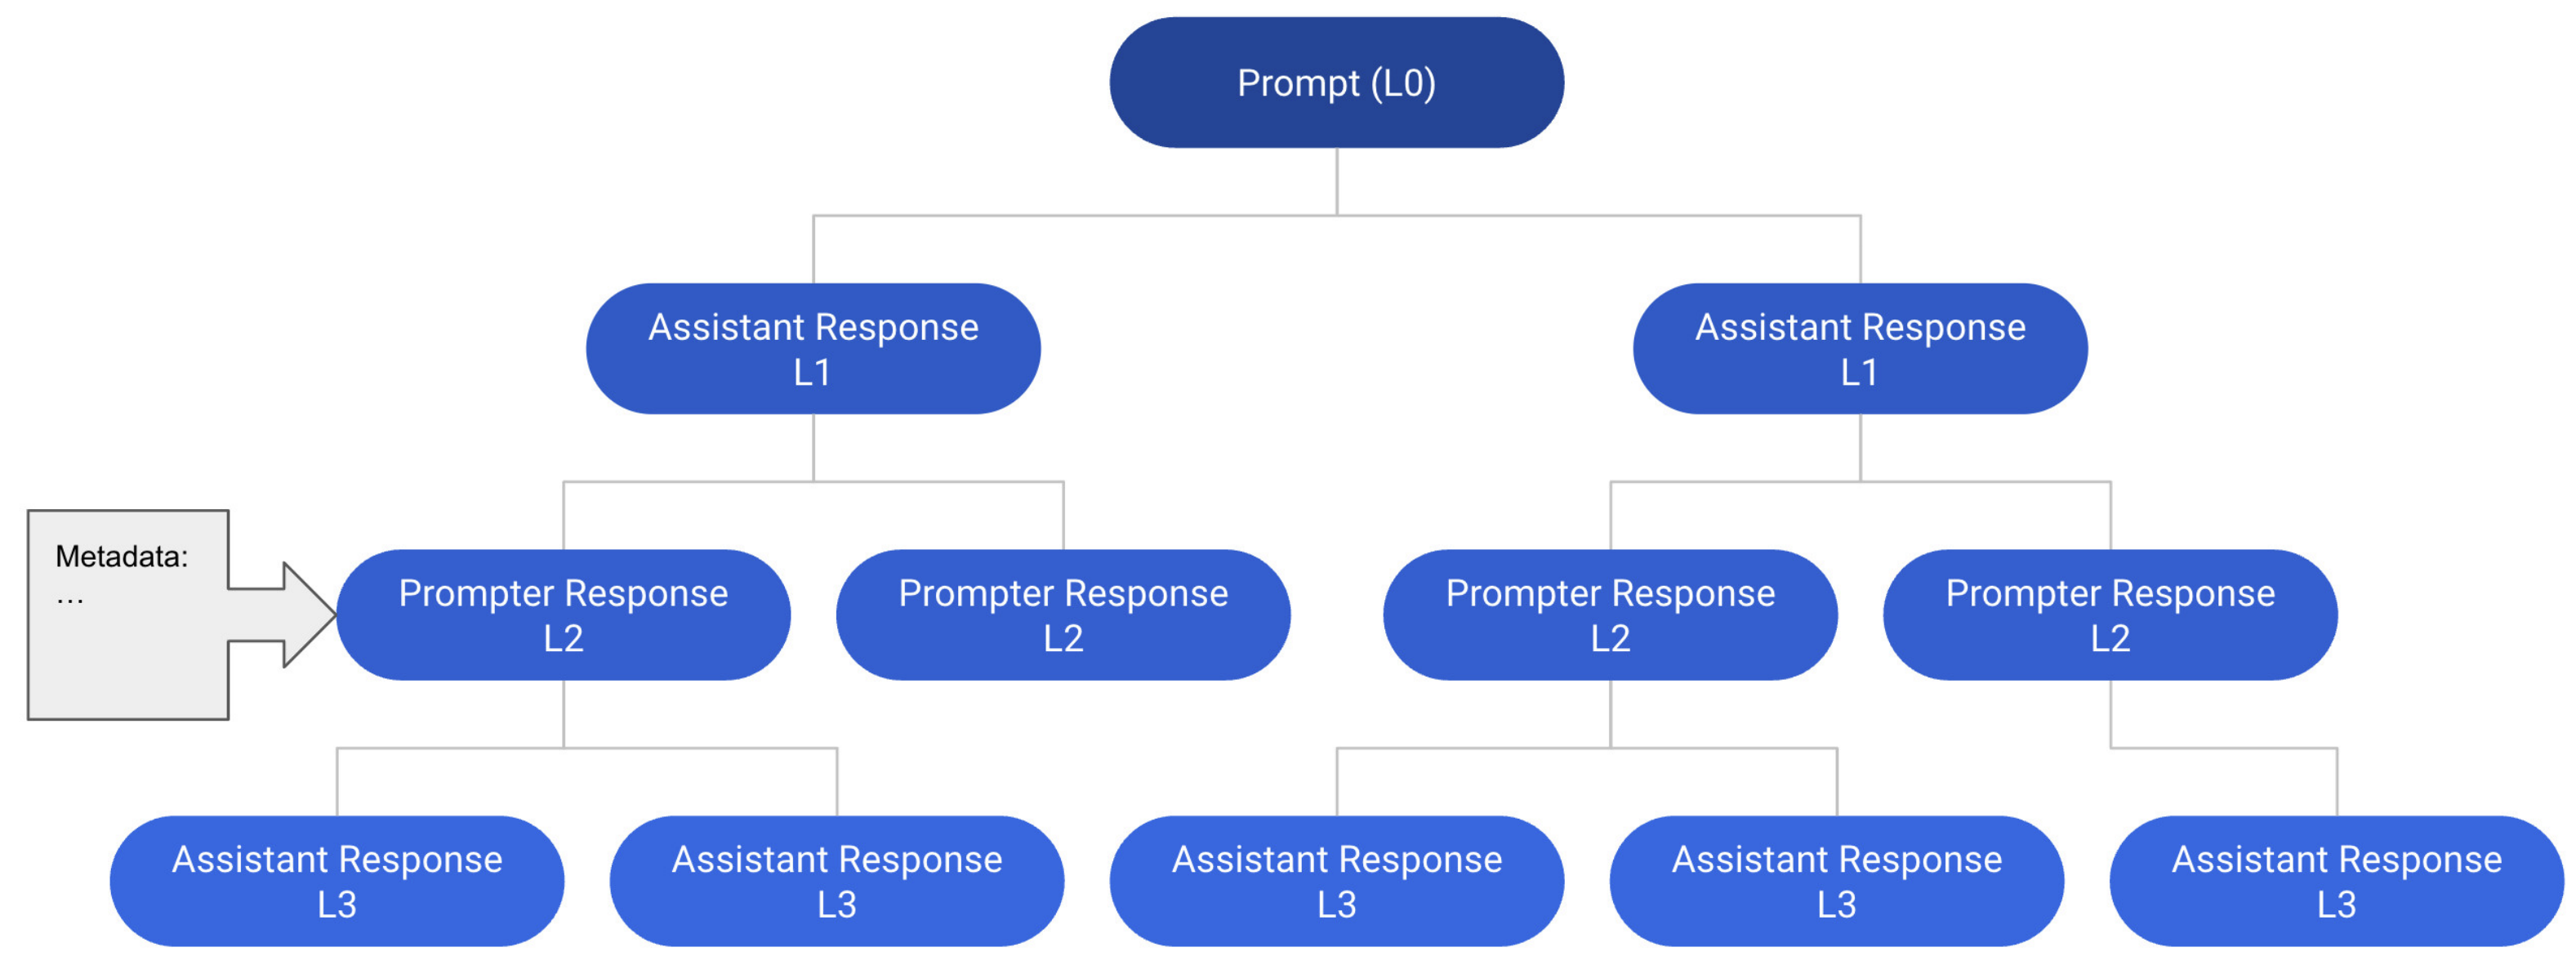 Prompt (L0)
Assistant Response
L1
Assistant Response
L1
Metadata:
...
Prompter Response
L2
Prompter Response
L2
Prompter Response
L2
Prompter Response
L2
Assistant Response
L3
Assistant Response
L3
Assistant Response
L3
Assistant Response
L3
Assistant Response
L3